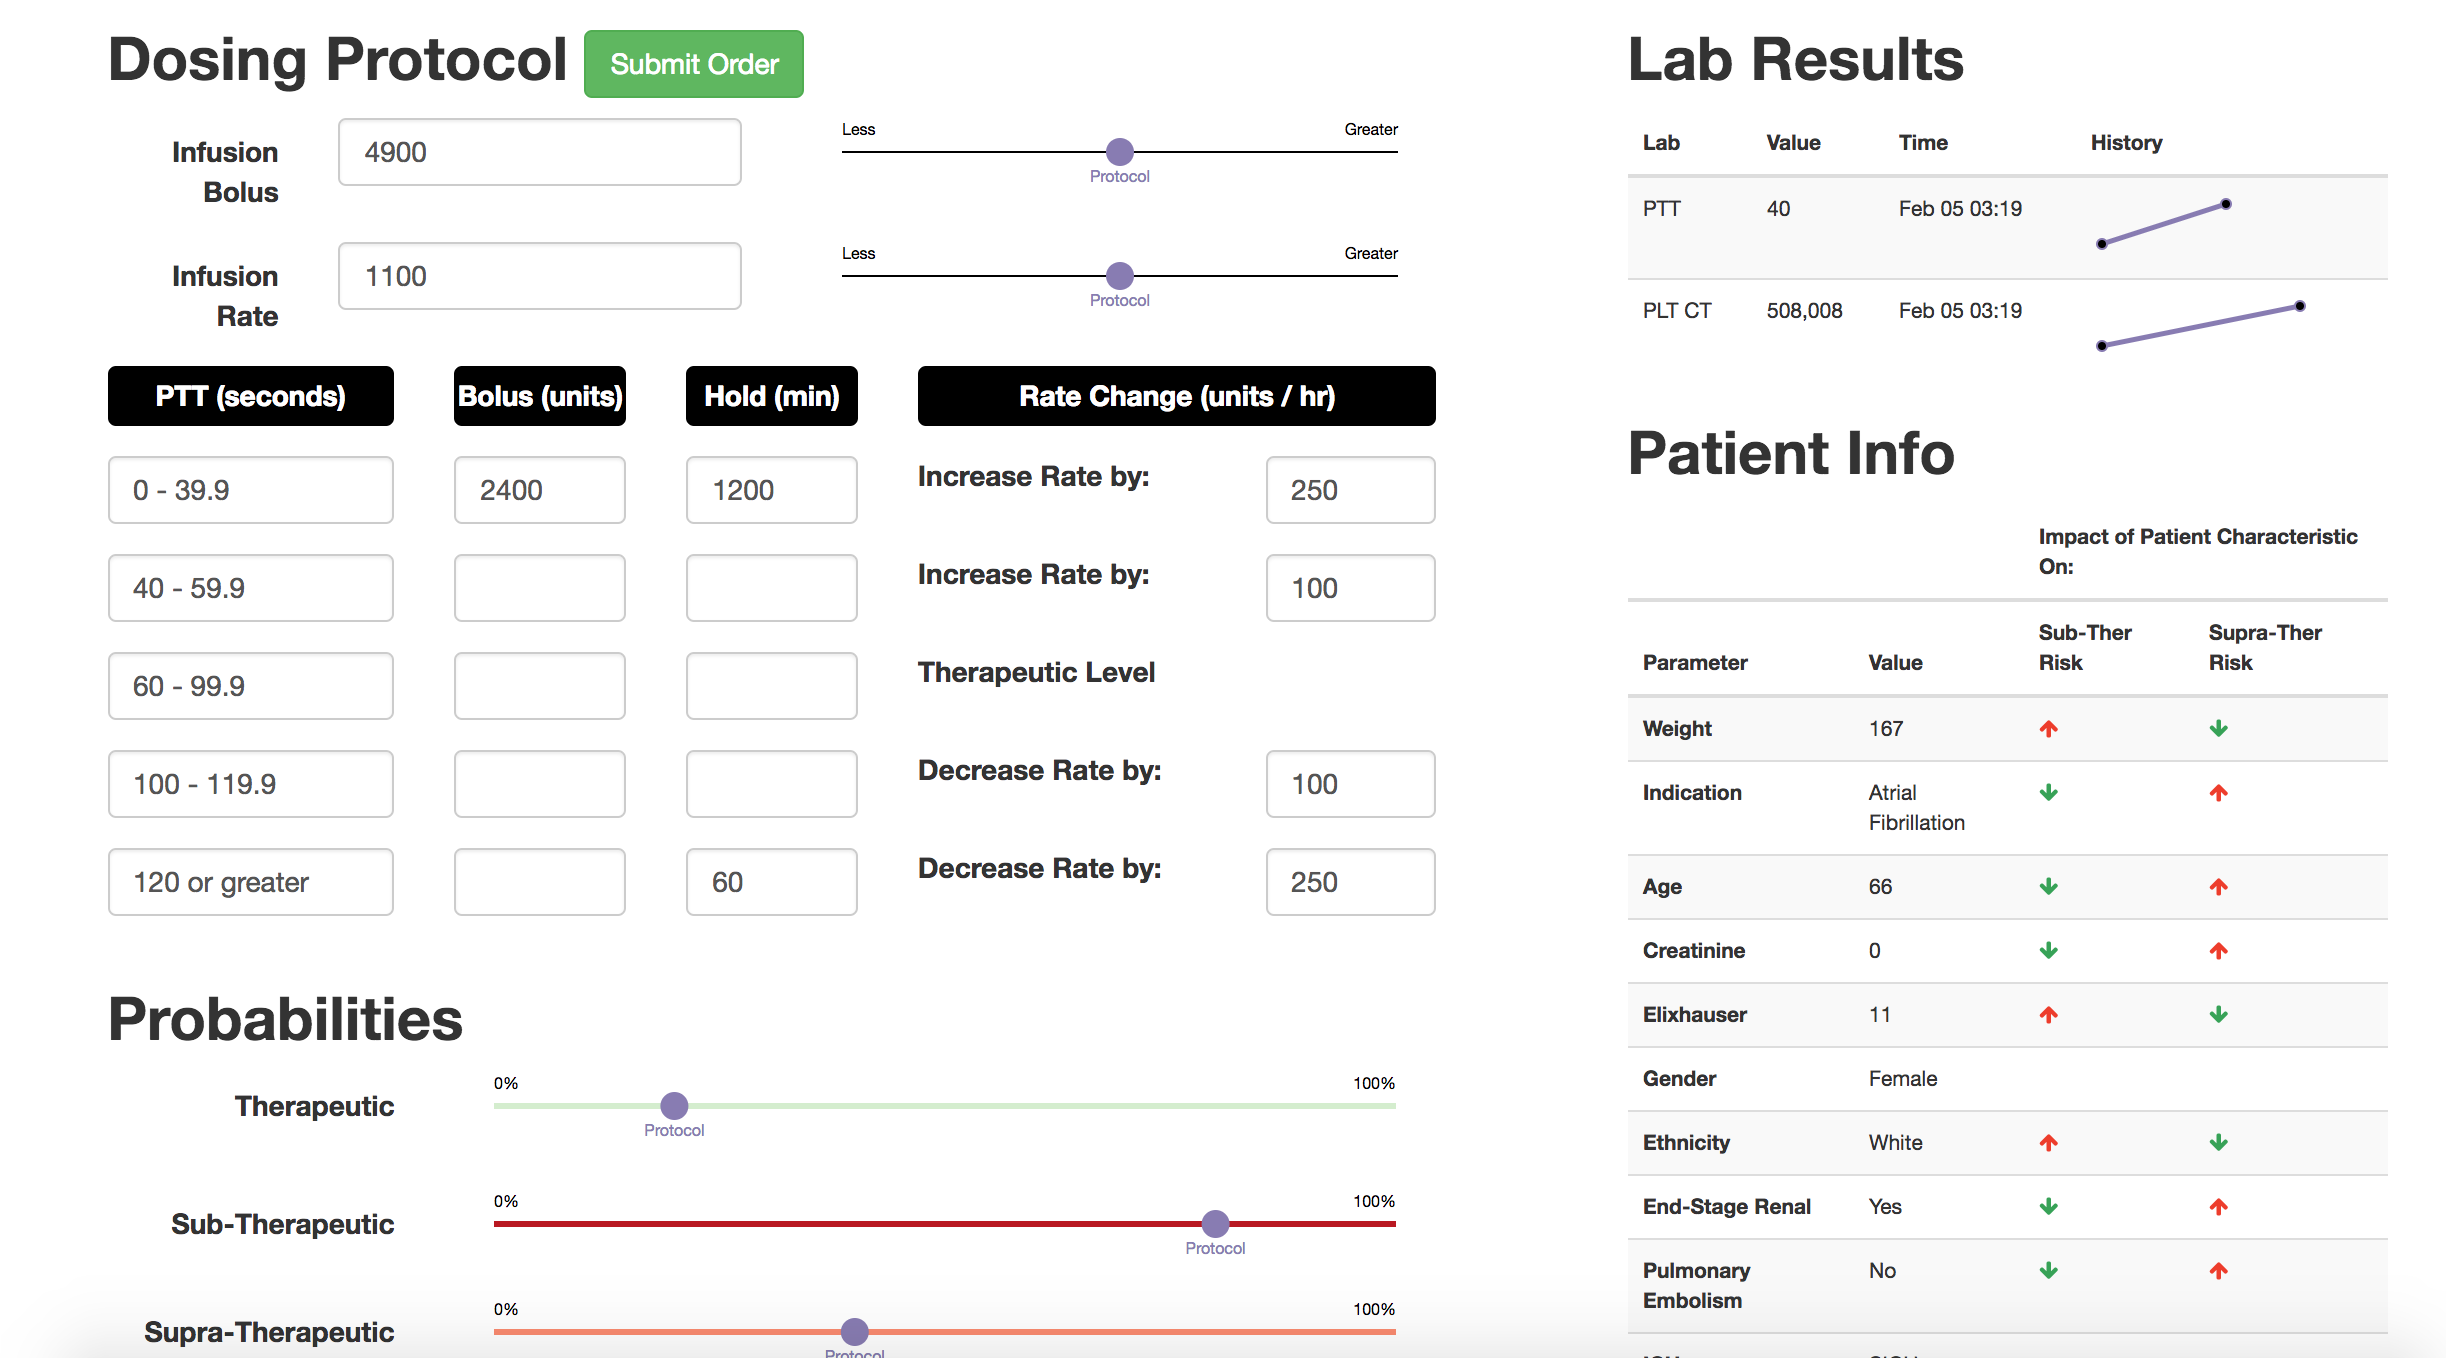 Dosing Protocol
Submit Order
Infusion
Bolus
4900
Less
Greater
Protocol
Infusion
Rate
1100
Less
Greater
Protocol
PTT (seconds)
Bolus (units)
Hold (min)
Rate Change (units / hr)
0 - 39.9
2400
1200
Increase Rate by:
250
40 - 59.9
Increase Rate by:
100
60 - 99.9
Therapeutic Level
100 - 119.9
Decrease Rate by:
100
120 or greater
60
Decrease Rate by:
250
Probabilities
Therapeutic
0%
100%
Protocol
Sub-Therapeutic
0%
100%
Protocol
Supra-Therapeutic
0%
100%
Protocol
Lab Results
Lab
Value
Time
History
PTT
40
Feb 05 03:19
PLT CT
508,008
Feb 05 03:19
Patient Info
Impact of Patient Characteristic
On:
Parameter
Value
Sub-Ther
Risk
Supra-Ther
Risk
Weight
167
Indication
Atrial
Fibrillation
Age
66
Creatinine
0
Elixhauser
11
Gender
Female
Ethnicity
White
End-Stage Renal
Yes
Pulmonary
Embolism
No